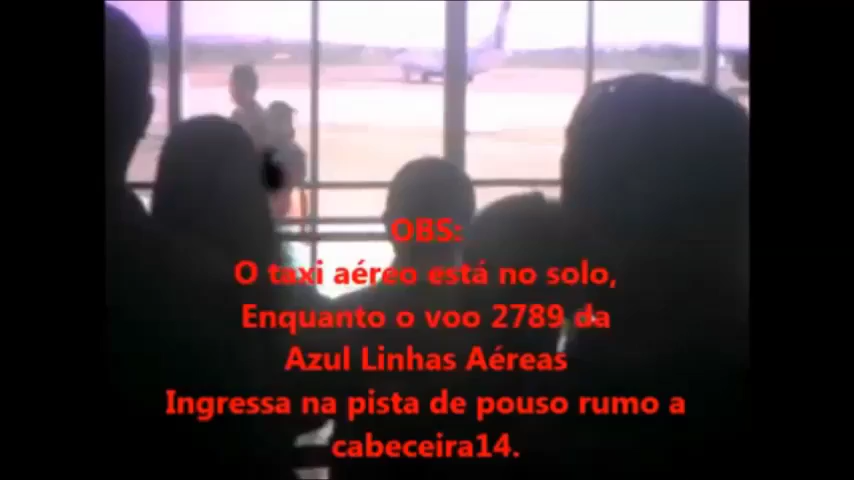 OBS:
O taxi aéreo está no solo,
Enquanto o voo 2789 da
Azul Linhas Aéreas
Ingressa na pista de pouso rumo a
cabeceira14.